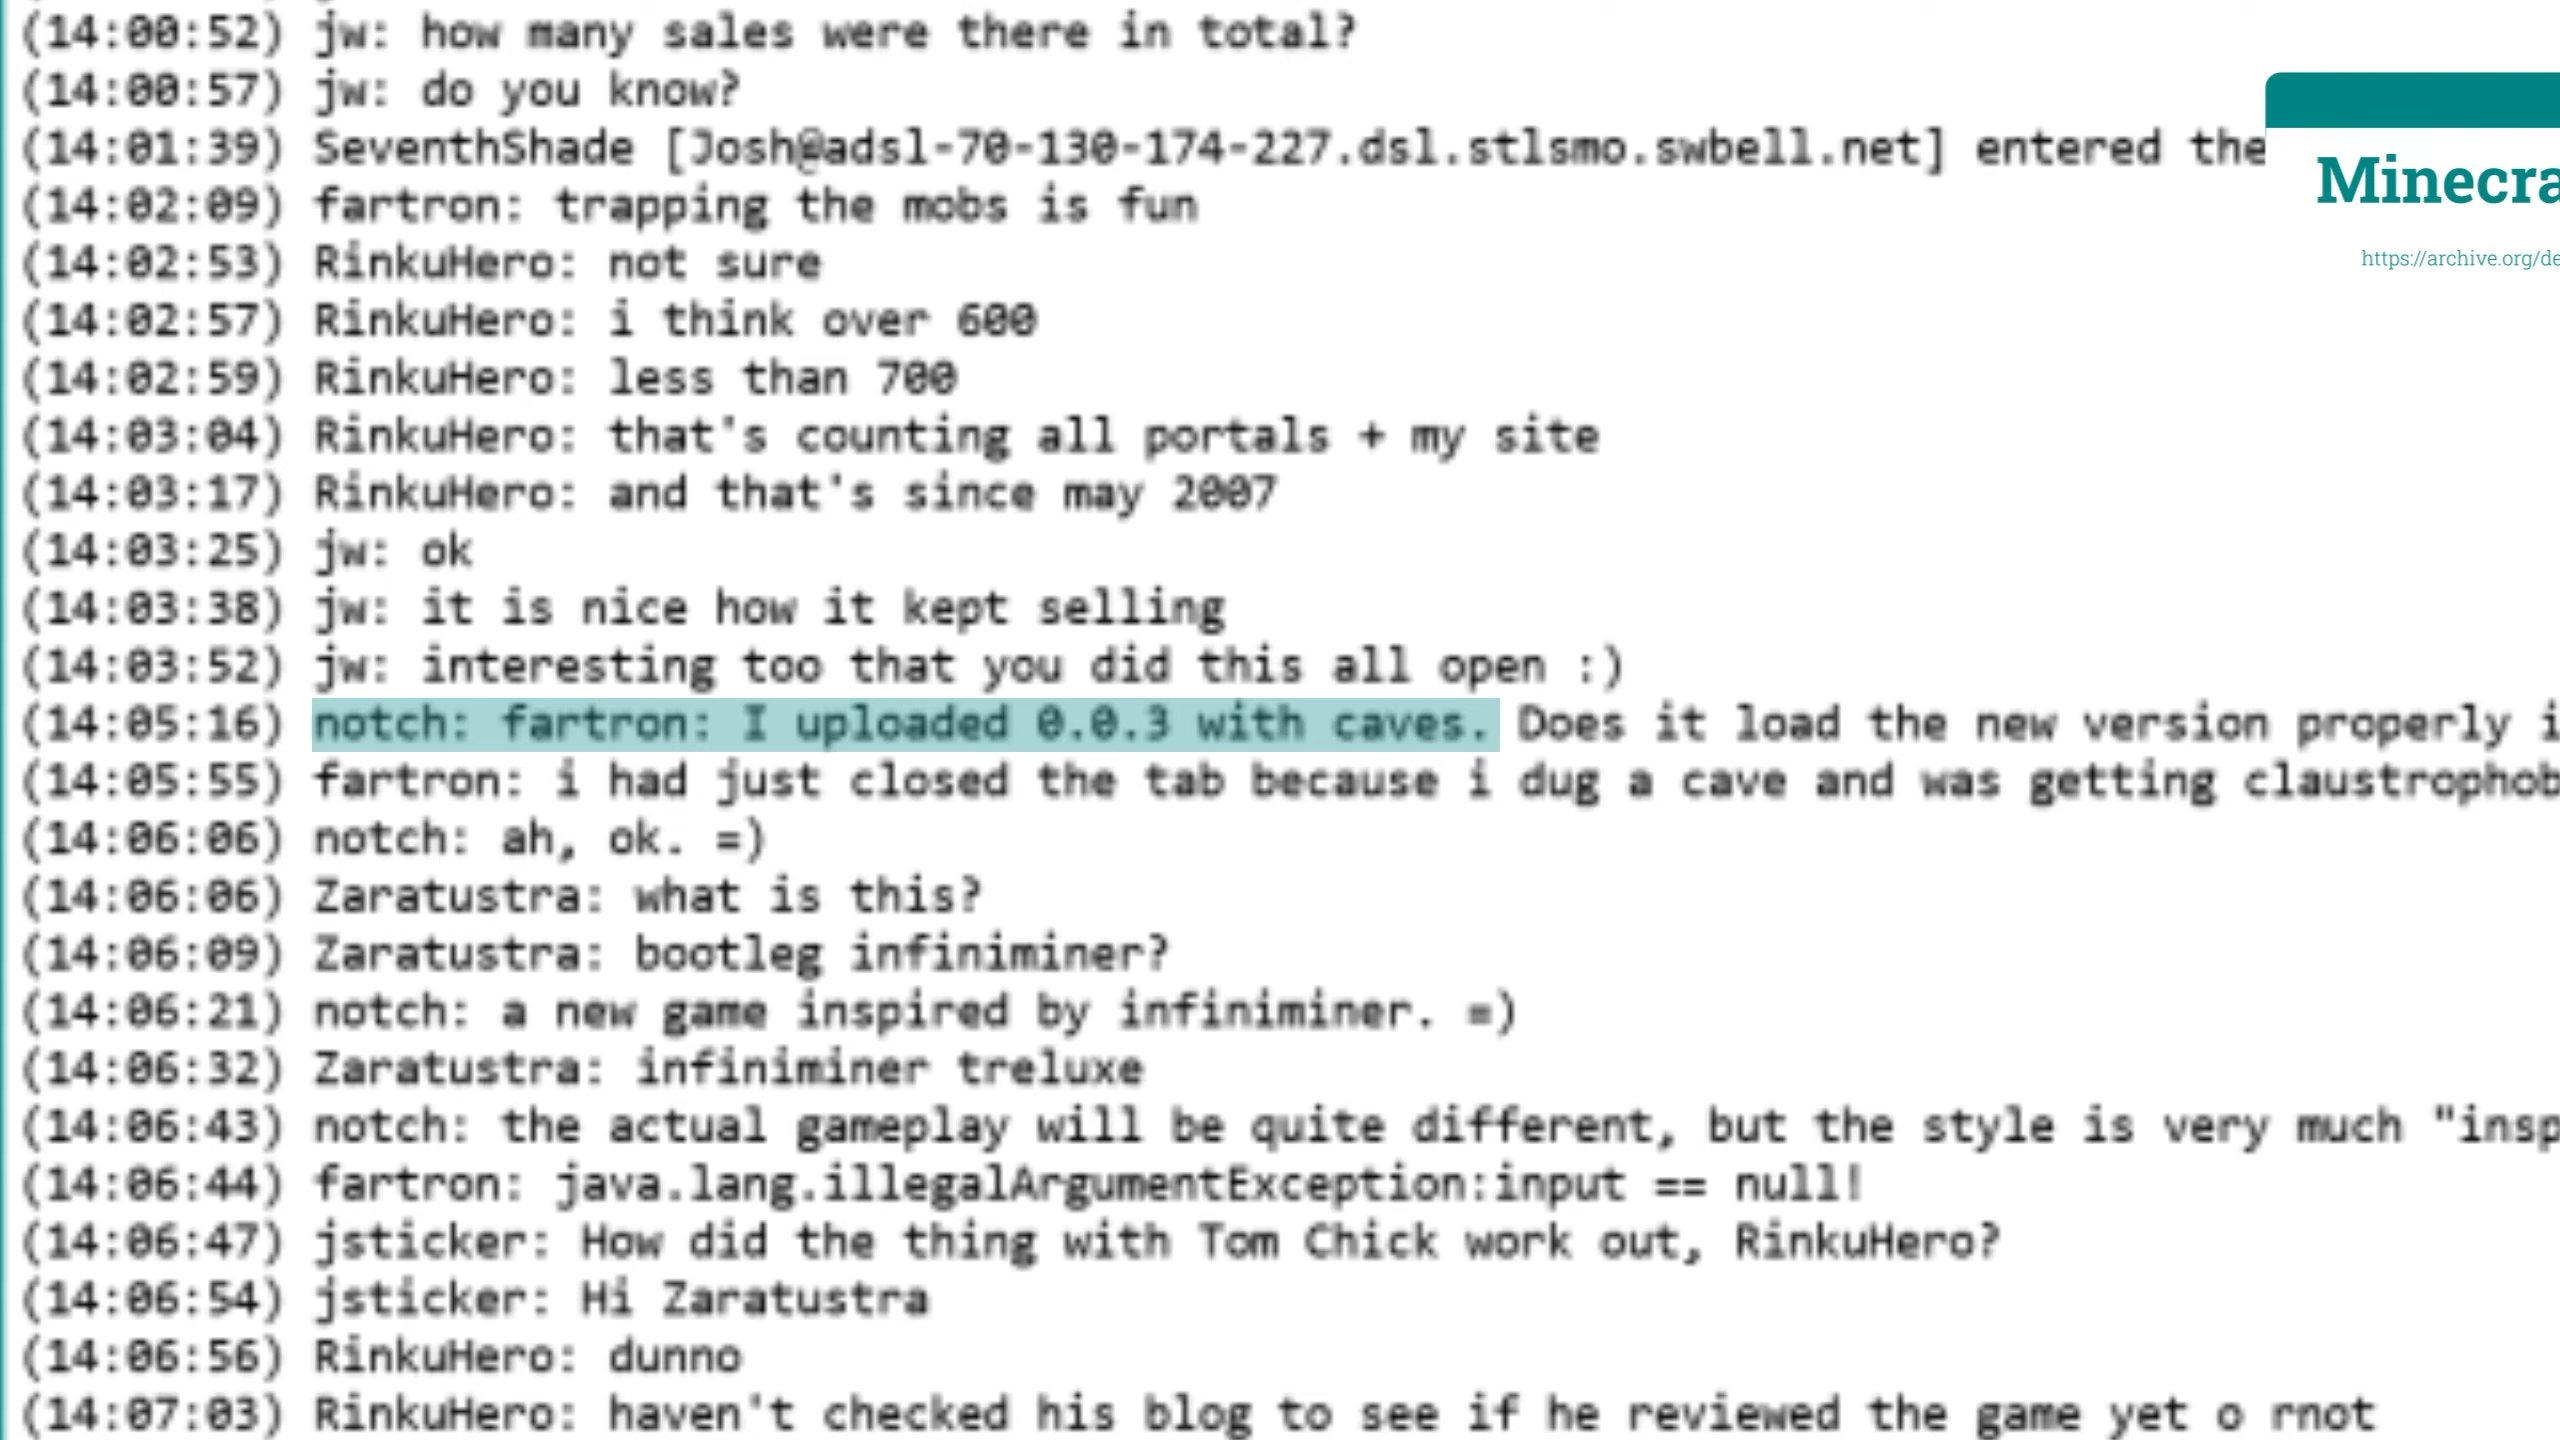 (14:00:52) jw: how many sales were there in total?
(14:00:57) jw: do you know?
(14:01:39) SeventhShade [Josh@adsl-70-130-174-227.dsl.stlsmo.swbell.net] entered the
(14:02:09) fartron: trapping the mobs is fun
(14:02:53) RinkuHero: not sure
(14:02:57) RinkuHero: i think over 600
(14:02:59) RinkuHero: less than 700
(14:03:04) RinkuHero: that's counting all portals + my site
(14:03:17) RinkuHero: and that's since may 2007
(14:03:25) jw: ok
(14:03:38) jw: it is nice how it kept selling
(14:03:52) jw: interesting too that you did this all open :)
(14:05:16) notch: fartron: I uploaded 0.0.3 with caves. Does it load the new version properly i
(14:05:55) fartron: i had just closed the tab because i dug a cave and was getting claustrophob
(14:06:06) notch: ah, ok. =)
(14:06:06) Zaratustra: what is this?
(14:06:09) Zaratustra: bootleg infiniminer?
(14:06:21) notch: a new game inspired by infiniminer. =)
(14:06:32) Zaratustra: infiniminer treluxe
(14:06:43) notch: the actual gameplay will be quite different, but the style is very much "insp
(14:06:44) fartron: java.lang.illegalArgumentException:input == null!
(14:06:47) jsticker: How did the thing with Tom Chick work out, RinkuHero?
(14:06:54) jsticker: Hi Zaratustra
(14:06:56) RinkuHero: dunno
(14:07:03) RinkuHero: haven't checked his blog to see if he reviewed the game yet o rnot
Minecra
https://archive.org/de